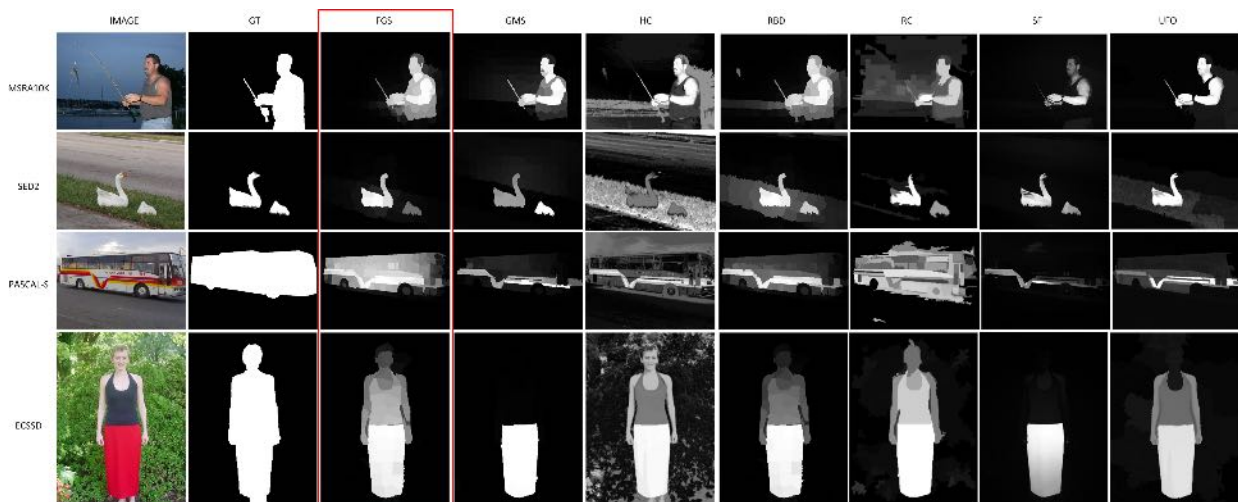 IMAGE GT FGS GMS HC RBD RC SF UFO
MSRA10K
SED2
PASCAL-S
ECSSD